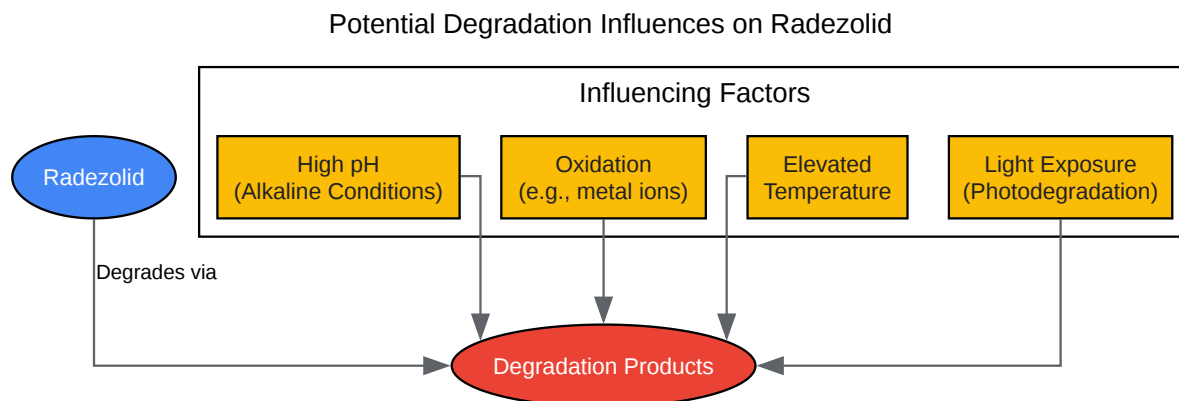 Potential Degradation Influences on Radezolid
Influencing Factors
Radezolid
High pH
(Alkaline Conditions)
Oxidation
(e.g., metal ions)
Elevated
Temperature
Light Exposure
(Photodegradation)
Degrades via
Degradation Products